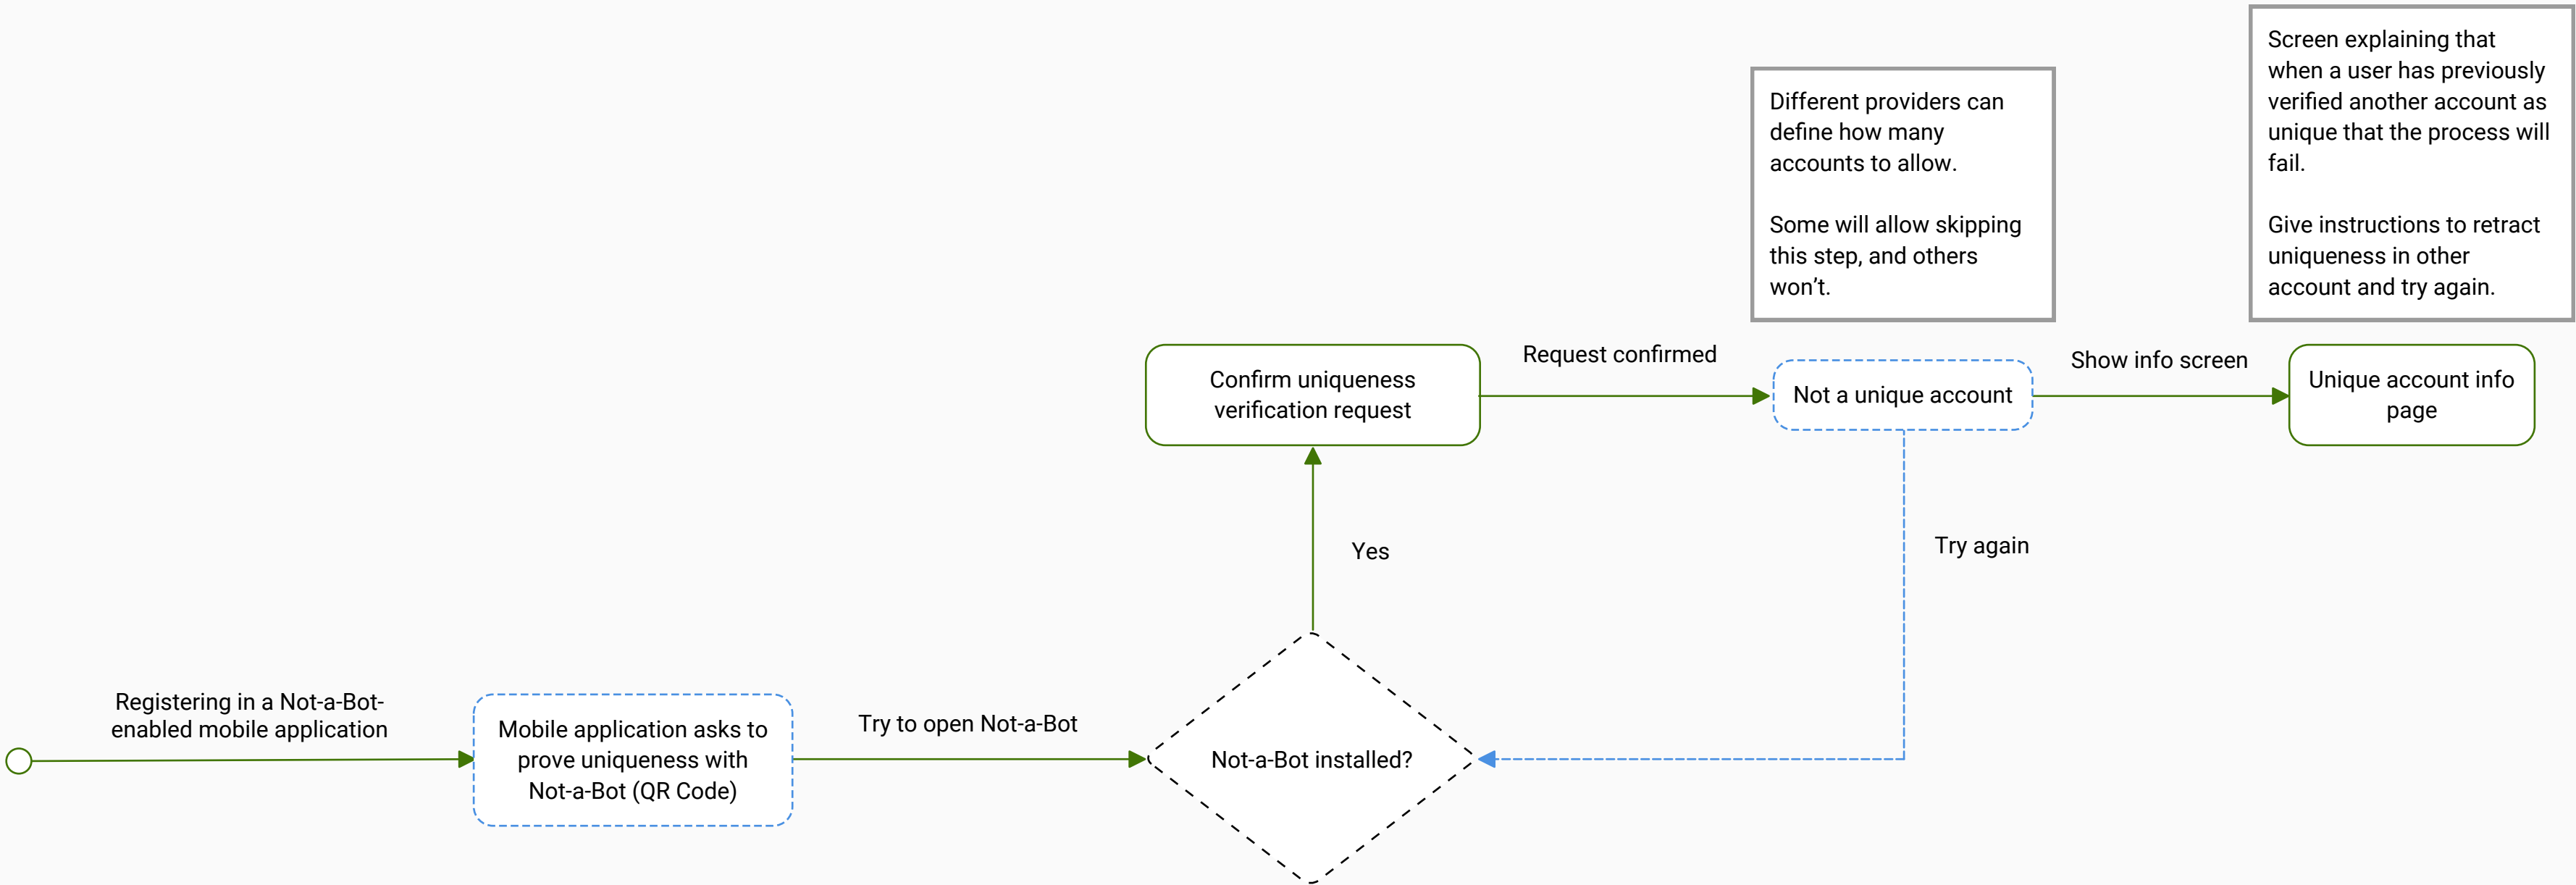 Screen explaining that
when a user has previously
verified another account as
unique that the process will
fail.
Give instructions to retract
uniqueness in other
account and try again.
Different providers can
define how many
accounts to allow.
Some will allow skipping
this step, and others
won’t.
Confirm uniqueness
verification request
Request confirmed
Not a unique account
Show info screen
Unique account info
page
Yes
Try again
Registering in a Not-a-Bot-
enabled mobile application
Mobile application asks to
prove uniqueness with
Not-a-Bot (QR Code)
Try to open Not-a-Bot
Not-a-Bot installed?